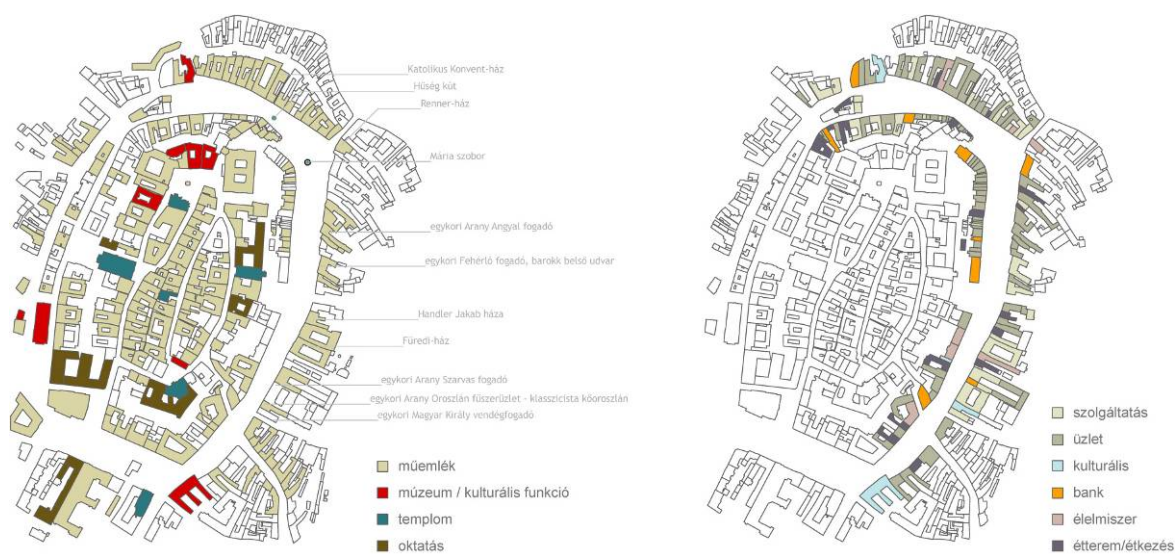 Katolikus Konvent-ház
Hűség kút
Renner-ház
Mária szobor
egykori Arany Angyal fogadó
egykori Fehérló fogadó, barokk belső udvar
Handler Jakab háza
Füredi-ház
egykori Arany Szarvas fogadó
egykori Arany Oroszlán fűszerüzlet - klasszicista kőoroszlán
egykori Magyar Király vendégfogadó
műemlék
múzeum / kulturális funkció
templom
oktatás
szolgáltatás
üzlet
kulturális
bank
élelmiszer
étterem/étkezés